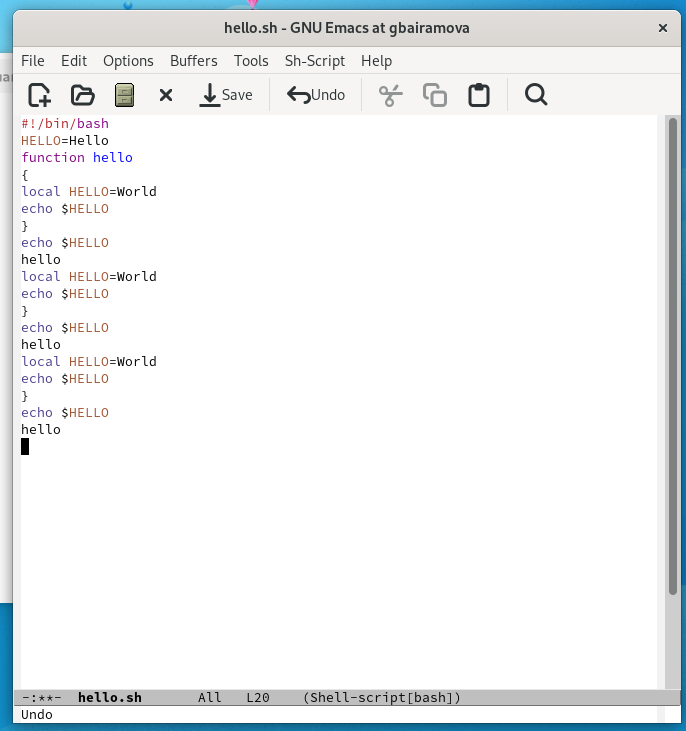 hello.sh - GNU Emacs at gbairamova
File Edit Options Buffers Tools Sh-Script Help
Save Undo
#!/bin/bash
HELLO=Hello
function hello
{
local HELLO=World
echo $HELLO
}
echo $HELLO
hello
local HELLO=World
echo $HELLO
}
echo $HELLO
hello
local HELLO=World
echo $HELLO
}
echo $HELLO
hello
-:**- hello.sh All L20 (Shell-script[bash])
Undo